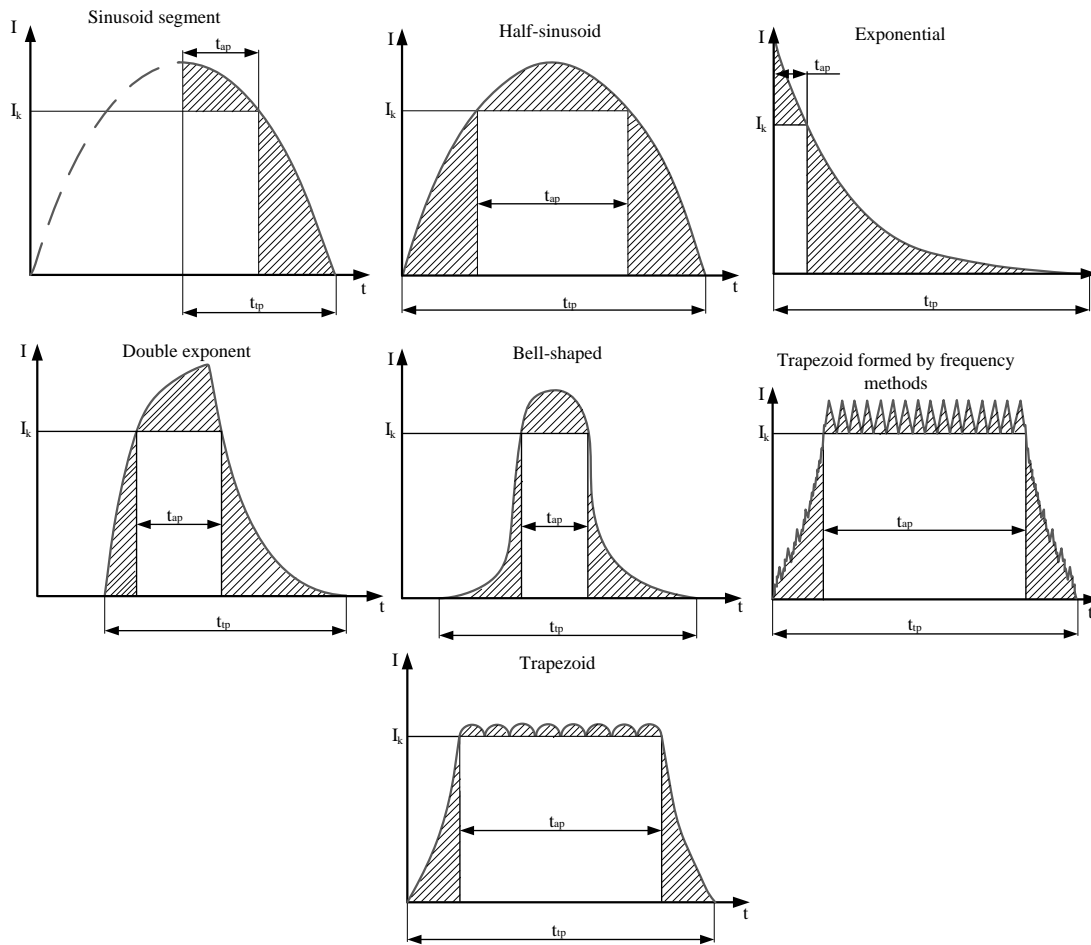 Sinusoid segment
I
t_ap
I_k
t
t_tp
Half-sinusoid
I
I_k
t_ap
t
t_tp
Exponential
I
t_ap
I_k
t
t_tp
Double exponent
I
I_k
t_ap
t
t_tp
Bell-shaped
I
I_k
t_ap
t
t_tp
Trapezoid formed by frequency
methods
I
I_k
t_ap
t
t_tp
Trapezoid
I
I_k
t_ap
t
t_tp